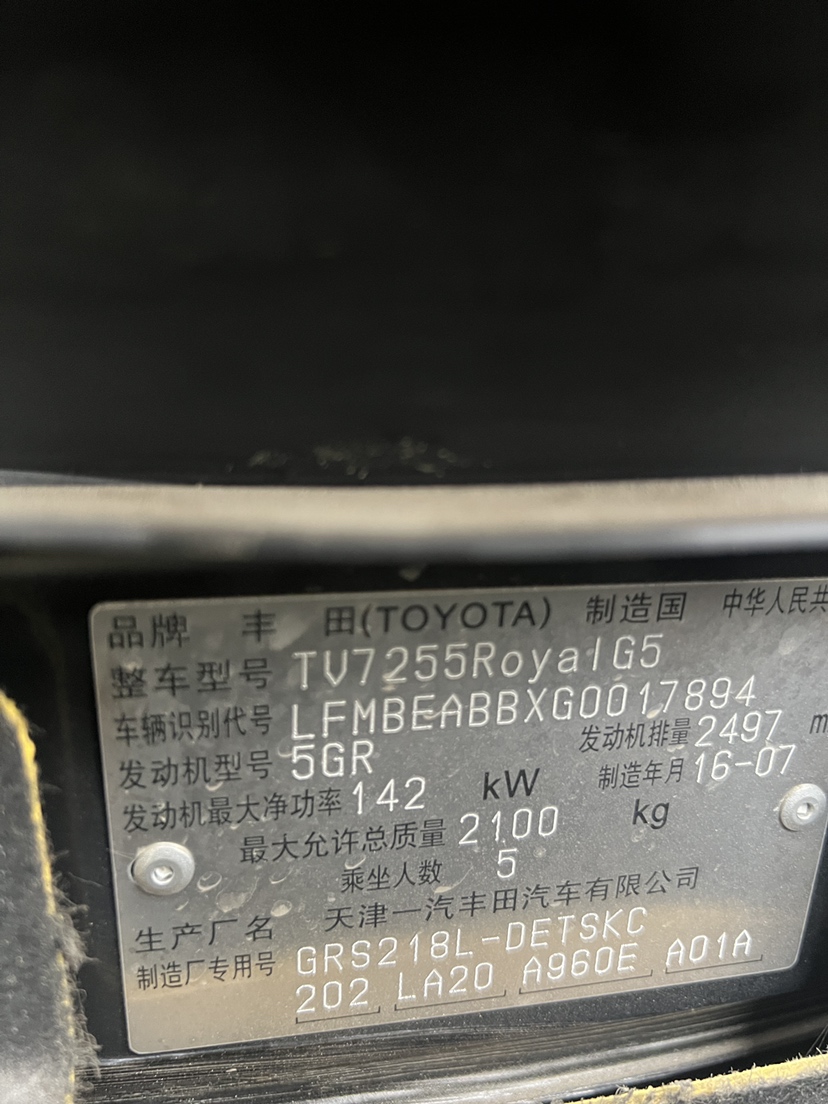 品牌 丰 田(TOYOTA) 制造国 中华人民共
整车型号 TV7255RoyalG5
车辆识别代号 LFMBEABBXG0017894
发动机型号 5GR 发动机排量 2497 m
发动机最大净功率 142 kW 制造年月 16-07
最大允许总质量 2100 kg
乘坐人数 5
生产厂名 天津一汽丰田汽车有限公司
制造厂专用号 GRS218L-DETSKC
202 LA20 A960E A01A